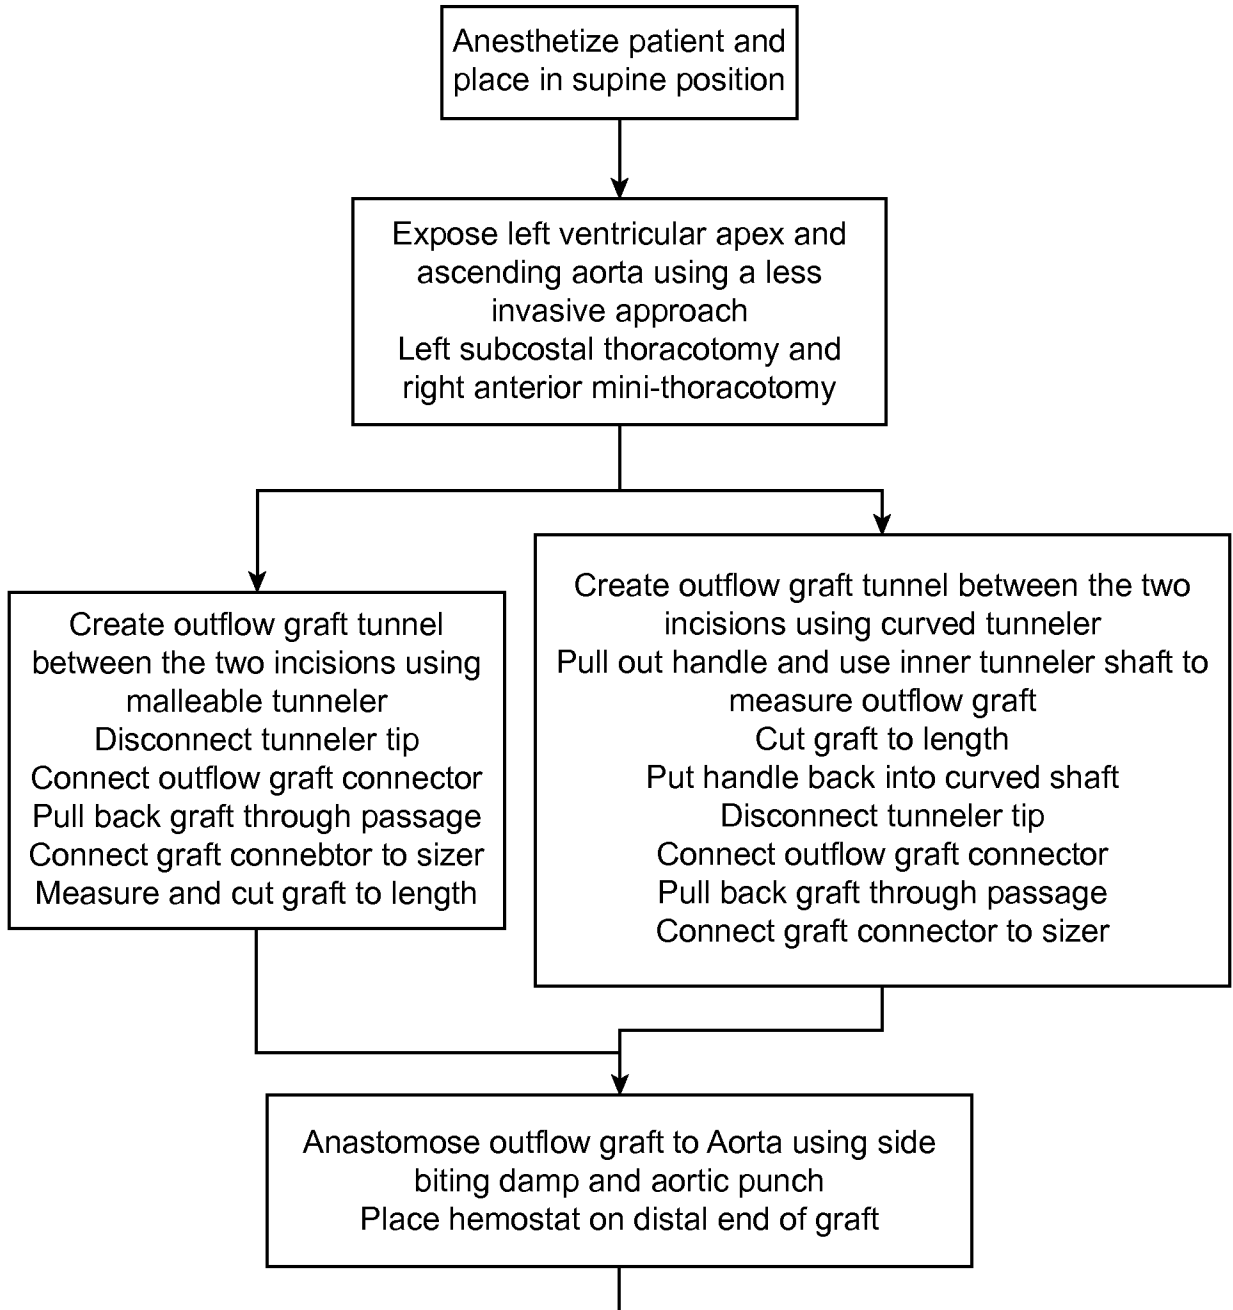 Anesthetize patient and
place in supine position
Expose left ventricular apex and
ascending aorta using a less
invasive approach
Left subcostal thoracotomy and
right anterior mini-thoracotomy
Create outflow graft tunnel
between the two incisions using
malleable tunneler
Disconnect tunneler tip
Connect outflow graft connector
Pull back graft through passage
Connect graft connebtor to sizer
Measure and cut graft to length
Create outflow graft tunnel between the two
incisions using curved tunneler
Pull out handle and use inner tunneler shaft to
measure outflow graft
Cut graft to length
Put handle back into curved shaft
Disconnect tunneler tip
Connect outflow graft connector
Pull back graft through passage
Connect graft connector to sizer
Anastomose outflow graft to Aorta using side
biting damp and aortic punch
Place hemostat on distal end of graft